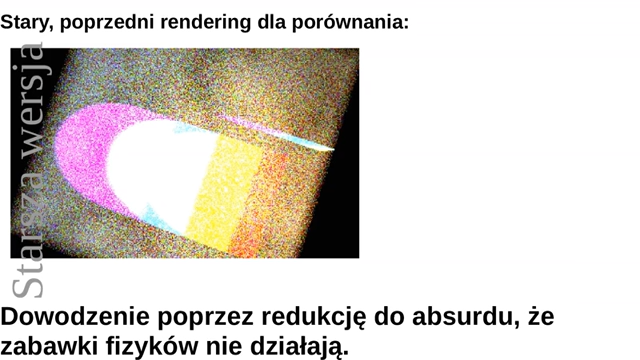 Stary, poprzedni rendering dla porównania:
Starsza wersja
Dowodzenie poprzez redukcję do absurdu, że
zabawki fizyków nie działają.